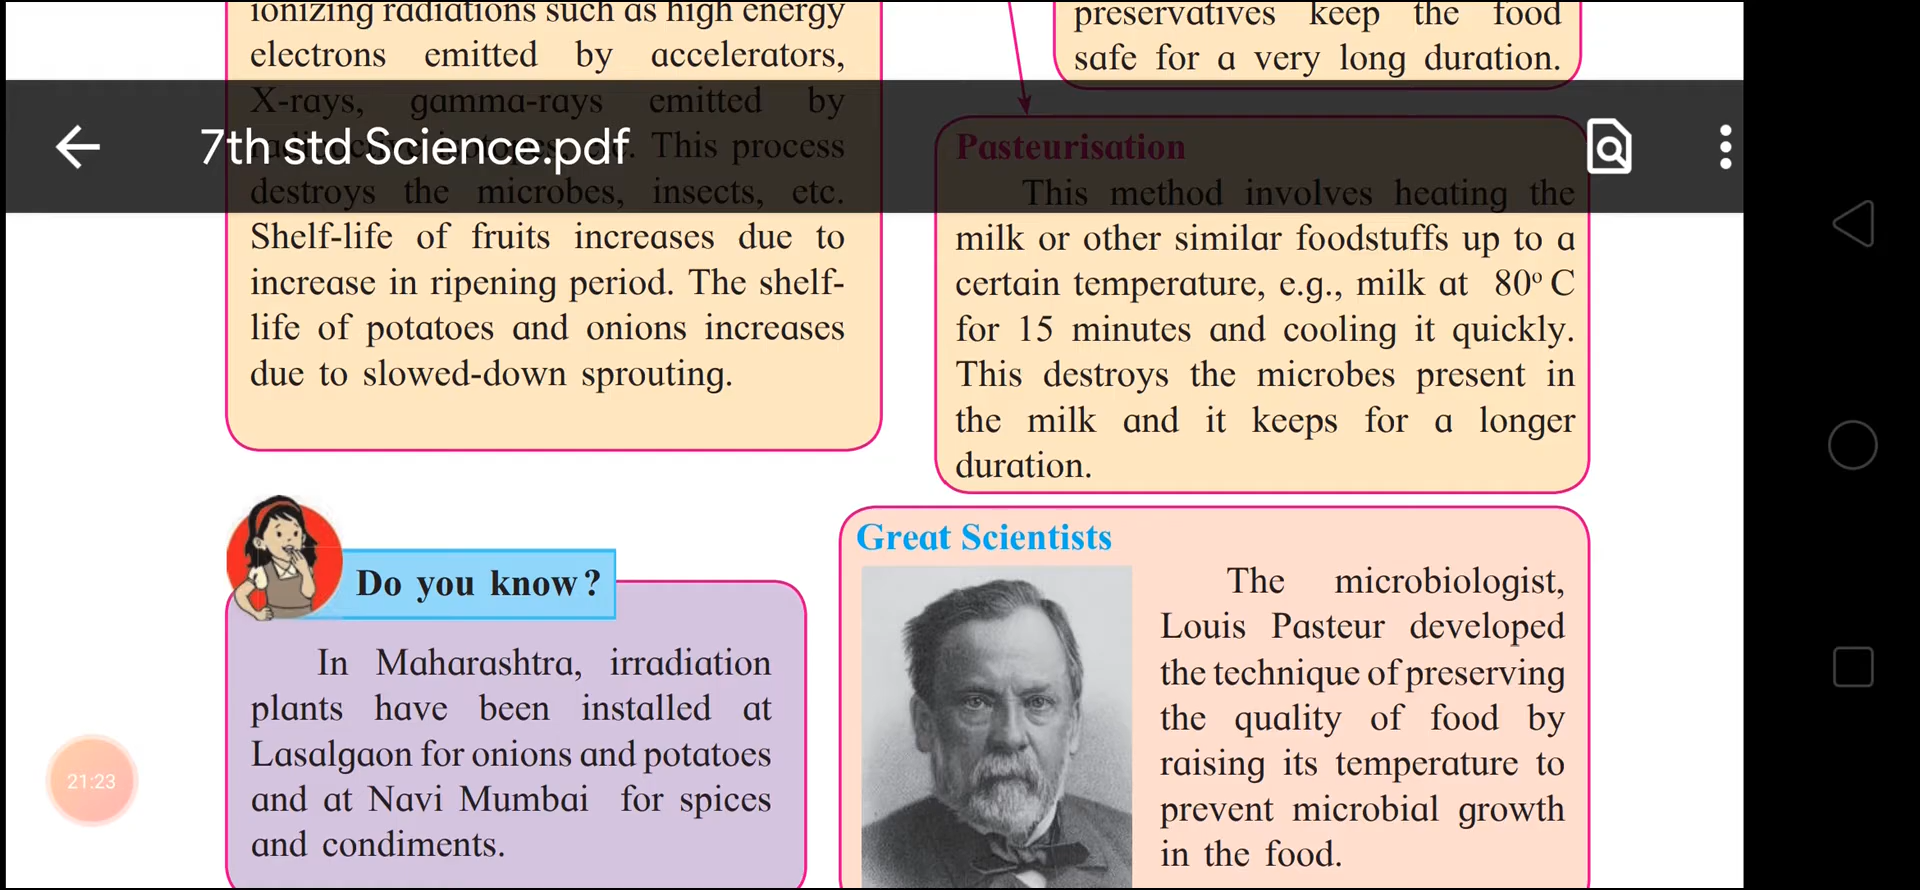 ionizing radiations such as high energy
electrons emitted by accelerators,
X-rays, gamma-rays emitted by
etc. This process
destroys the microbes, insects, etc.
Shelf-life of fruits increases due to
increase in ripening period. The shelf-
life of potatoes and onions increases
due to slowed-down sprouting.
preservatives keep the food
safe for a very long duration.
7th std Science.pdf
Pasteurisation
This method involves heating the
milk or other similar foodstuffs up to a
certain temperature, e.g., milk at 80º C
for 15 minutes and cooling it quickly.
This destroys the microbes present in
the milk and it keeps for a longer
duration.
Do you know?
In Maharashtra, irradiation
plants have been installed at
Lasalgaon for onions and potatoes
and at Navi Mumbai for spices
and condiments.
Great Scientists
The microbiologist,
Louis Pasteur developed
the technique of preserving
the quality of food by
raising its temperature to
prevent microbial growth
in the food.
21:23